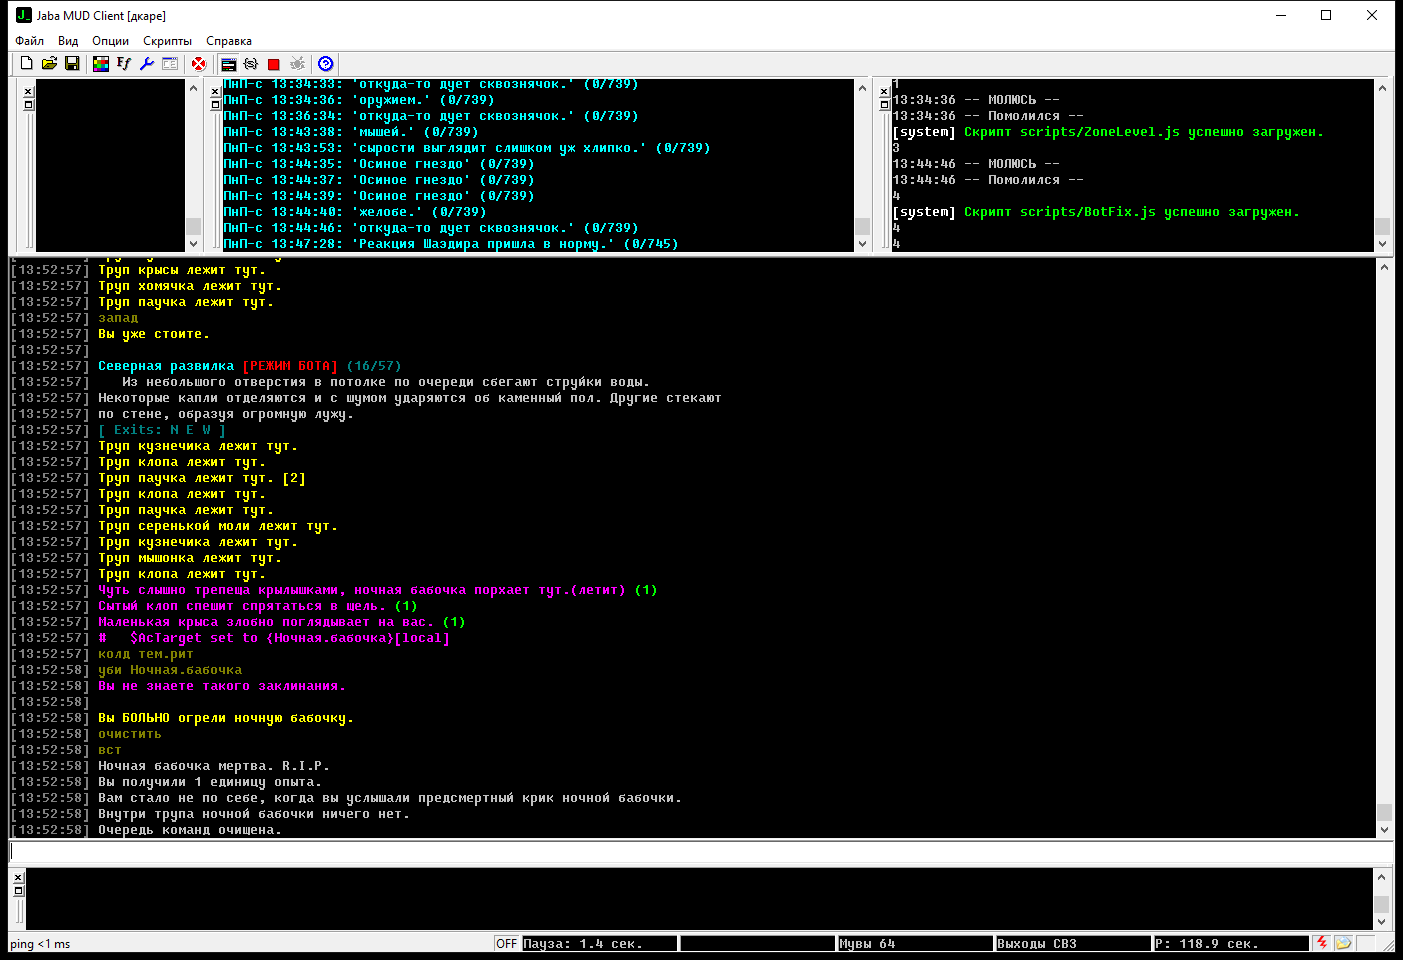 Jaba MUD Client [дкаре]
Файл Вид Опции Скрипты Справка
ПнП-с 13:34:33: 'откуда-то дует сквознячок.' (0/739)
ПнП-с 13:34:36: 'оружием.' (0/739)
ПнП-с 13:36:34: 'откуда-то дует сквознячок.' (0/739)
ПнП-с 13:43:38: 'мышей.' (0/739)
ПнП-с 13:43:53: 'сырости выглядит слишком уж хлипко.' (0/739)
ПнП-с 13:44:35: 'Осиное гнездо' (0/739)
ПнП-с 13:44:37: 'Осиное гнездо' (0/739)
ПнП-с 13:44:39: 'Осиное гнездо' (0/739)
ПнП-с 13:44:40: 'желобе.' (0/739)
ПнП-с 13:44:46: 'откуда-то дует сквознячок.' (0/739)
ПнП-с 13:47:28: 'Реакция Шаздира пришла в норму.' (0/745)
1
13:34:36 -- МОЛЮСЬ --
13:34:36 -- Помолился --
[system] Скрипт scripts/ZoneLevel.js успешно загружен.
3
13:44:46 -- МОЛЮСЬ --
13:44:46 -- Помолился --
4
[system] Скрипт scripts/BotFix.js успешно загружен.
4
4
[13:52:57] Труп крысы лежит тут.
[13:52:57] Труп хомячка лежит тут.
[13:52:57] Труп паучка лежит тут.
[13:52:57] запад
[13:52:57] Вы уже стоите.
[13:52:57]
[13:52:57] Северная развилка [РЕЖИМ БОТА] (16/57)
[13:52:57] Из небольшого отверстия в потолке по очереди сбегают струйки воды.
[13:52:57] Некоторые капли отделяются и с шумом ударяются об каменный пол. Другие стекают
[13:52:57] по стене, образуя огромную лужу.
[13:52:57] [ Exits: N E W ]
[13:52:57] Труп кузнечика лежит тут.
[13:52:57] Труп клопа лежит тут.
[13:52:57] Труп паучка лежит тут. [2]
[13:52:57] Труп клопа лежит тут.
[13:52:57] Труп паучка лежит тут.
[13:52:57] Труп серенькой моли лежит тут.
[13:52:57] Труп кузнечика лежит тут.
[13:52:57] Труп мышонка лежит тут.
[13:52:57] Труп клопа лежит тут.
[13:52:57] Чуть слышно трепеща крылышками, ночная бабочка порхает тут.(летит) (1)
[13:52:57] Сытый клоп спешит спрятаться в щель. (1)
[13:52:57] Маленькая крыса злобно поглядывает на вас. (1)
[13:52:57] # $AcTarget set to {Ночная.бабочка}[local]
[13:52:57] колд тем.рит
[13:52:58] уби Ночная.бабочка
[13:52:58] Вы не знаете такого заклинания.
[13:52:58]
[13:52:58] Вы БОЛЬНО огрели ночную бабочку.
[13:52:58] очистить
[13:52:58] вст
[13:52:58] Ночная бабочка мертва. R.I.P.
[13:52:58] Вы получили 1 единицу опыта.
[13:52:58] Вам стало не по себе, когда вы услышали предсмертный крик ночной бабочки.
[13:52:58] Внутри трупа ночной бабочки ничего нет.
[13:52:58] Очередь команд очищена.
ping <1 ms OFF Пауза: 1.4 сек. Мувы 64 Выходы СВЗ Р: 118.9 сек.